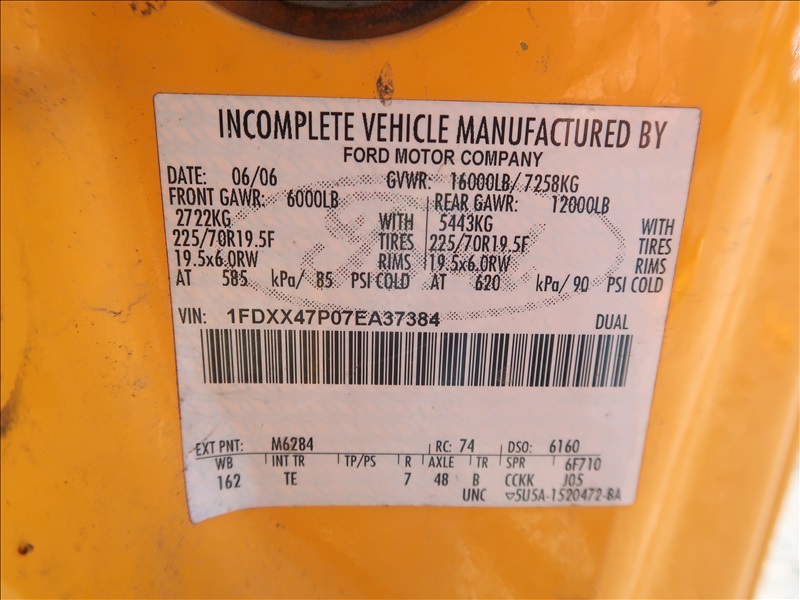 INCOMPLETE VEHICLE MANUFACTURED BY
FORD MOTOR COMPANY
DATE: 06/06 GVWR: 16000LB/ 7258KG
FRONT GAWR: 6000LB REAR GAWR: 12000LB
2722KG WITH 5443KG WITH
225/70R19.5F TIRES 225/70R19.5F TIRES
19.5x6.0RW RIMS 19.5x6.0RW RIMS
AT 585 kPa/ 85 PSI COLD AT 620 kPa/ 90 PSI COLD
VIN: 1FDXX47P07EA37384 DUAL
EXT PNT: M6284 RC: 74 DSO: 6160
WB INT TR TP/PS R AXLE TR SPR 6F710
162 TE 7 48 B CCKK J05
UNC ▽5U5A-1520472-BA